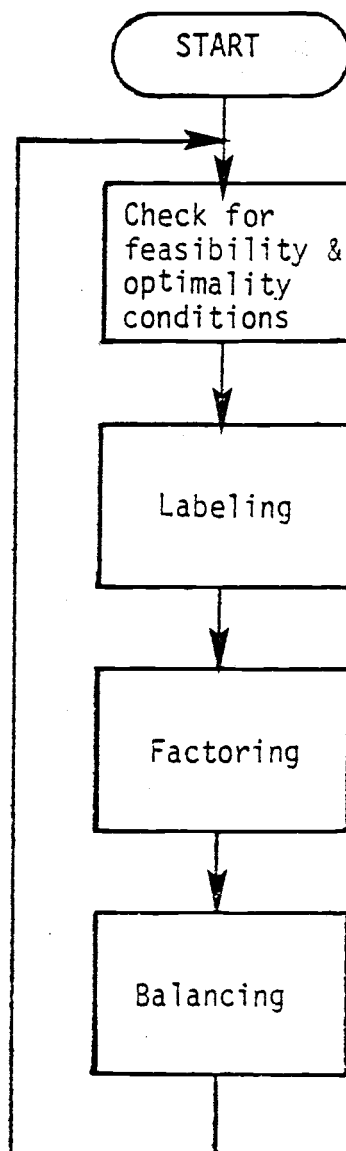 START
Check for
feasibility &
optimality
conditions
Labeling
Factoring
Balancing